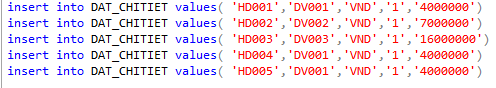 insert into DAT_CHITIET values( 'HD001','DV001','VND','1','4000000')
insert into DAT_CHITIET values( 'HD002','DV002','VND','1','7000000')
insert into DAT_CHITIET values( 'HD003','DV003','VND','1','16000000')
insert into DAT_CHITIET values( 'HD004','DV001','VND','1','4000000')
insert into DAT_CHITIET values( 'HD005','DV001','VND','1','4000000')